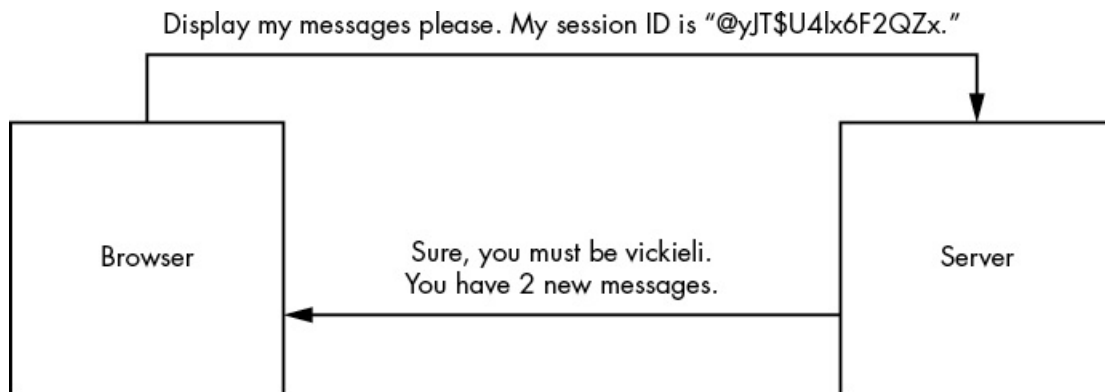 Display my messages please. My session ID is “@yJT$U4lx6F2QZx.”
Browser
Sure, you must be vickieli.
You have 2 new messages.
Server